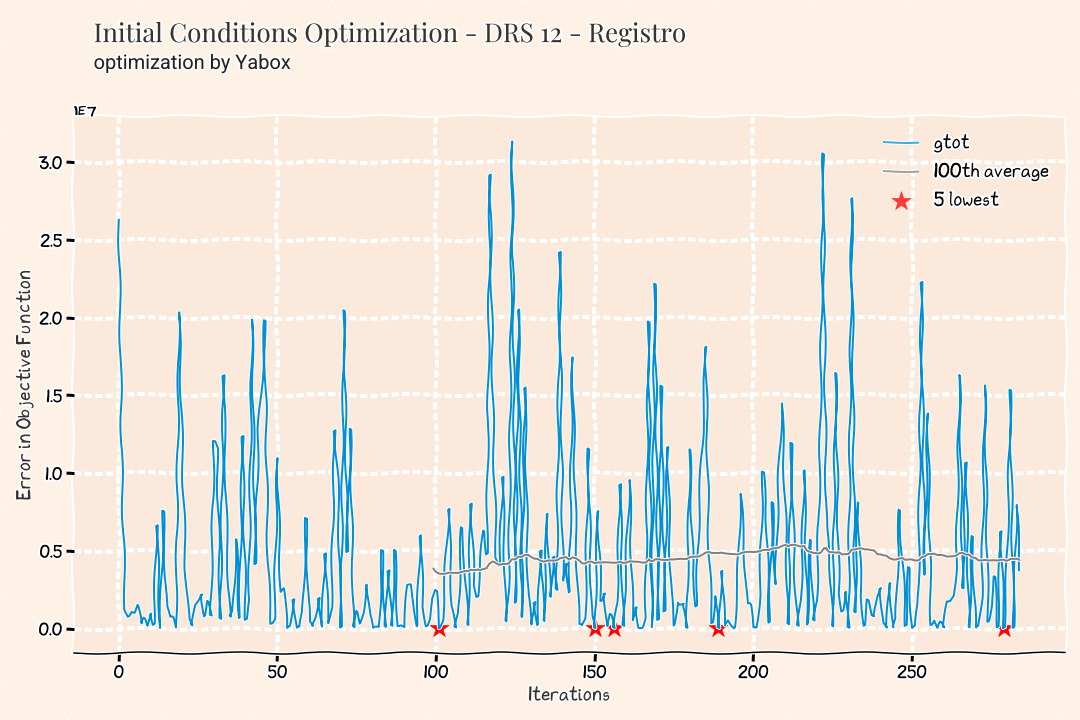 Initial Conditions Optimization - DRS 12 - Registro
optimization by Yabox
1E7
gtot
100th average
5 lowest
3.0
2.5
2.0
1.5
1.0
0.5
0.0
Error in Objective Function
0 50 100 150 200 250
Iterations